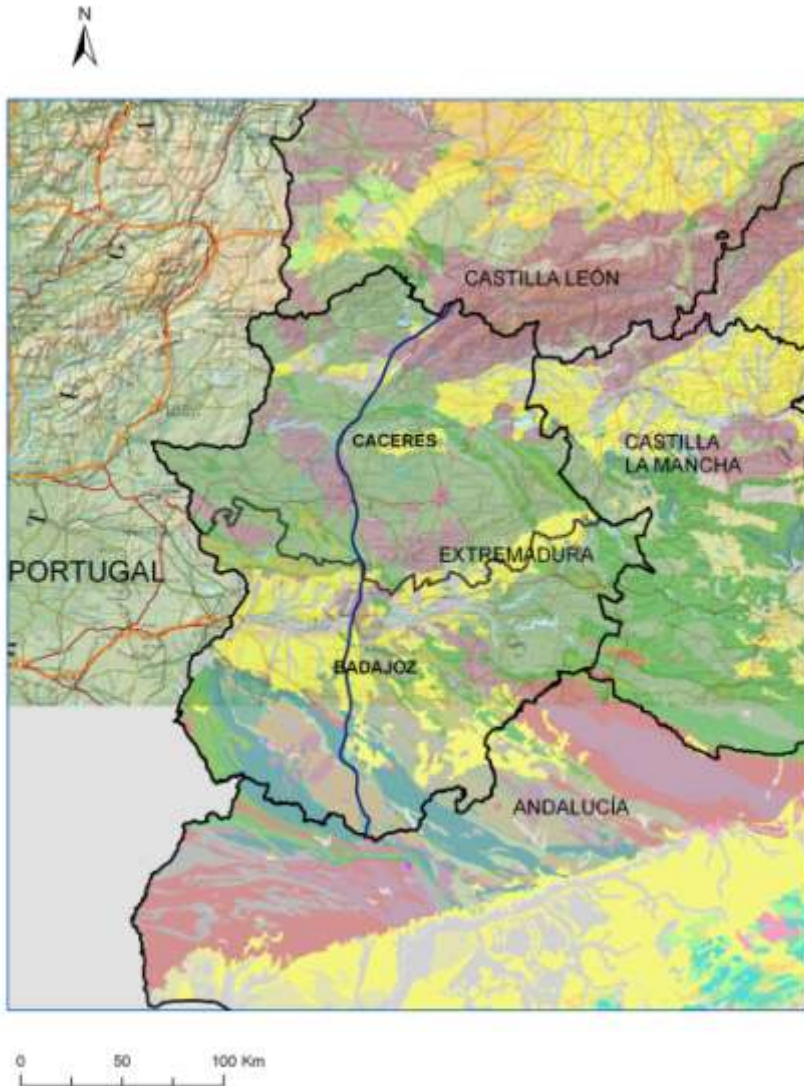 N
CASTILLA LEÓN
CACERES
CASTILLA
LA MANCHA
EXTREMADURA
PORTUGAL
BADAJOZ
ANDALUCÍA
0 50 100 Km